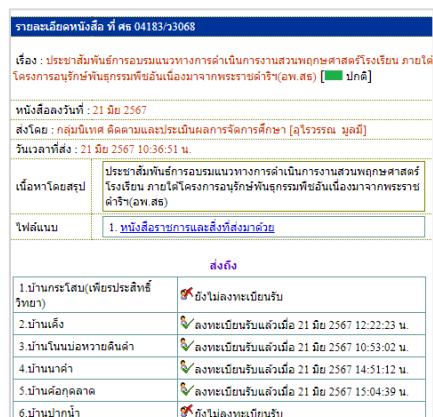 รายละเอียดหนังสือ ที่ ศธ 04183/ว3068
เรื่อง : ประชาสัมพันธ์การอบรมแนวทางการดำเนินการงานสวนพฤกษศาสตร์โรงเรียน ภายใต้
โครงการอนุรักษ์พันธุกรรมพืชอันเนื่องมาจากพระราชดำริฯ(อพ.สธ) [ ปกติ]
หนังสือลงวันที่ : 21 มิย 2567
ส่งโดย : กลุ่มนิเทศ ติดตามและประเมินผลการจัดการศึกษา [อุไรวรรณ มูลมี]
วันเวลาที่ส่ง : 21 มิย 2567 10:36:51 น.
เนื้อหาโดยสรุป
ประชาสัมพันธ์การอบรมแนวทางการดำเนินการงานสวนพฤกษศาสตร์
โรงเรียน ภายใต้โครงการอนุรักษ์พันธุกรรมพืชอันเนื่องมาจากพระราช
ดำริฯ(อพ.สธ)
ไฟล์แนบ 1. หนังสือราชการและสิ่งที่ส่งมาด้วย
ส่งถึง
1.บ้านกระโสบ(เพียรประสิทธิ์
วิทยา) ยังไม่ลงทะเบียนรับ
2.บ้านเค็ง ลงทะเบียนรับแล้วเมื่อ 21 มิย 2567 12:22:23 น.
3.บ้านโนนบ่อหวายดินดำ ลงทะเบียนรับแล้วเมื่อ 21 มิย 2567 10:53:02 น.
4.บ้านนาคำ ลงทะเบียนรับแล้วเมื่อ 21 มิย 2567 14:51:12 น.
5.บ้านค้อกุดลาด ลงทะเบียนรับแล้วเมื่อ 21 มิย 2567 15:04:39 น.
6.บ้านปากน้ำ ยังไม่ลงทะเบียนรับ